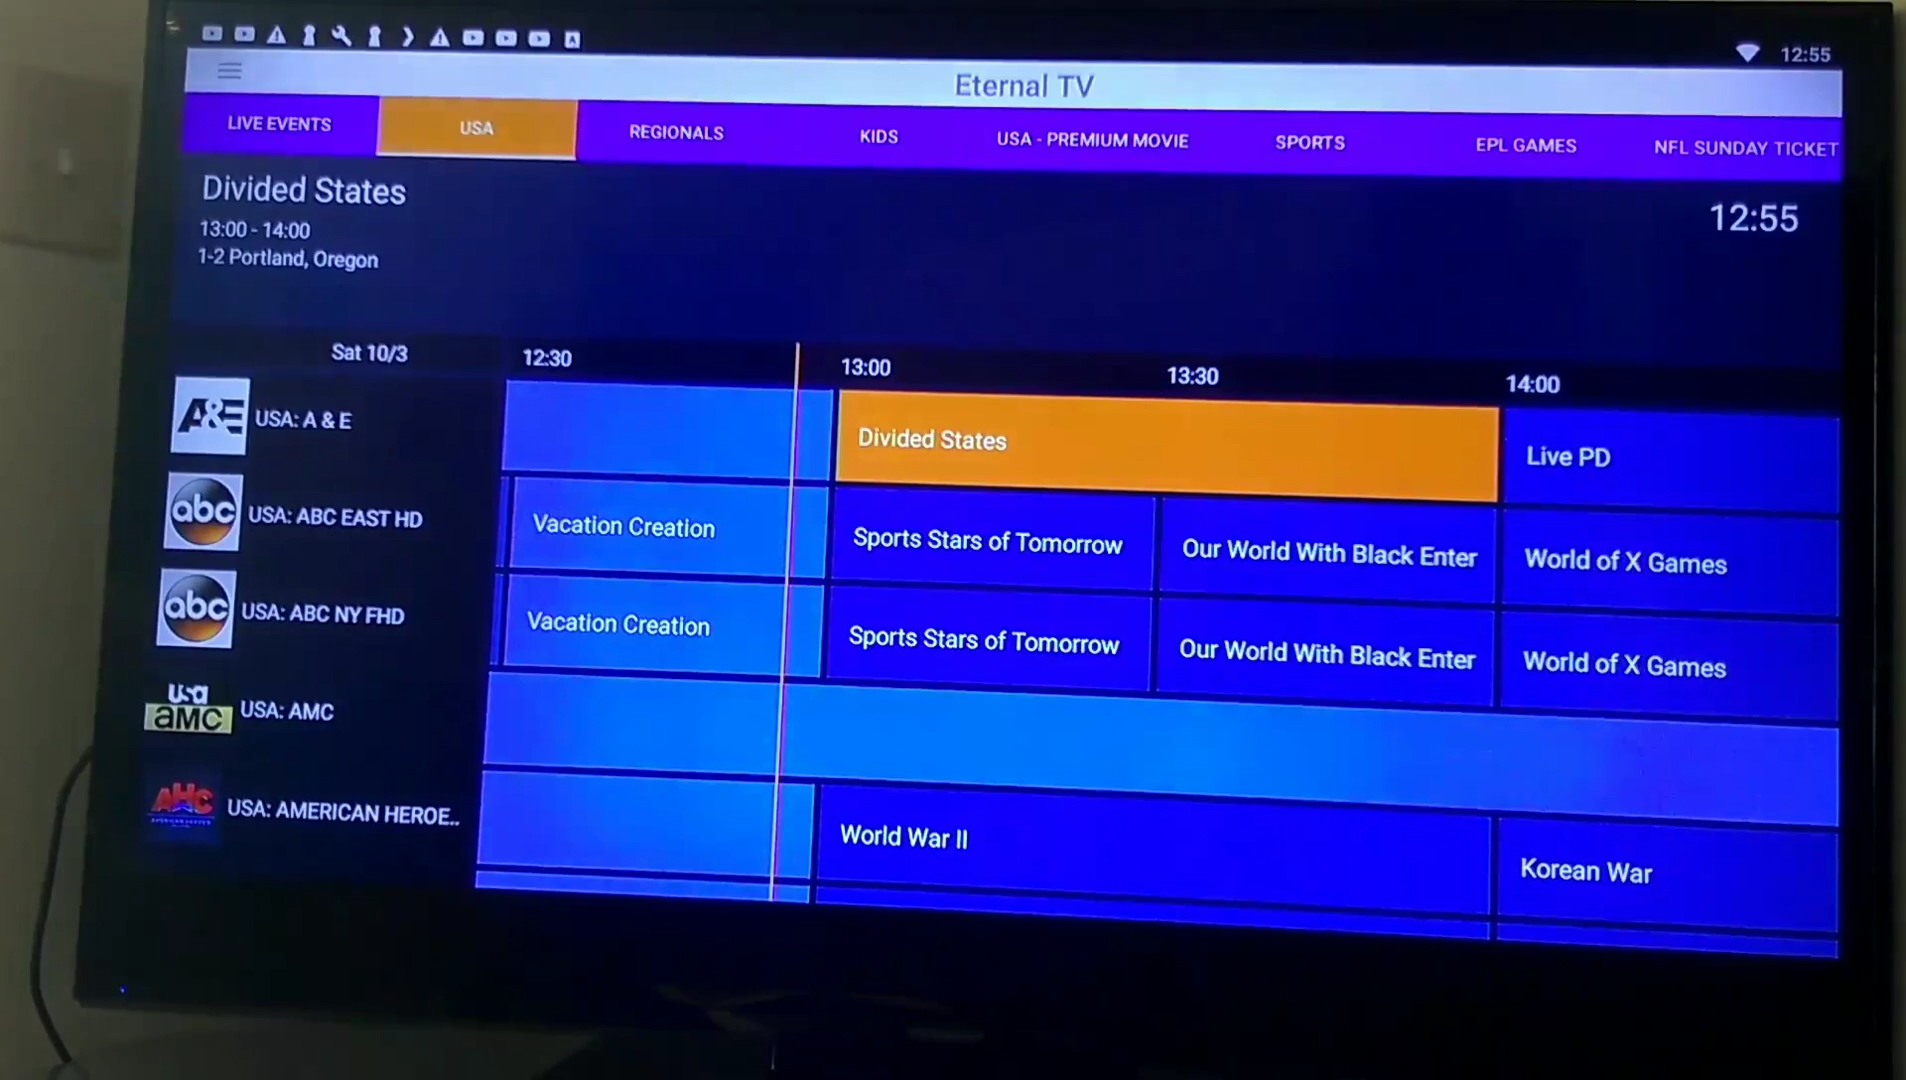 12:55
Eternal TV
LIVE EVENTS
USA
REGIONALS
KIDS
USA - PREMIUM MOVIE
SPORTS
EPL GAMES
NFL SUNDAY TICKET
Divided States
13:00 - 14:00
1-2 Portland, Oregon
12:55
Sat 10/3
12:30
13:00
13:30
14:00
A&E
USA: A & E
Divided States
Live PD
abc
USA: ABC EAST HD
Vacation Creation
Sports Stars of Tomorrow
Our World With Black Enter
World of X Games
abc
USA: ABC NY FHD
Vacation Creation
Sports Stars of Tomorrow
Our World With Black Enter
World of X Games
usa
aMC
USA: AMC
AHC
USA: AMERICAN HEROE..
World War II
Korean War